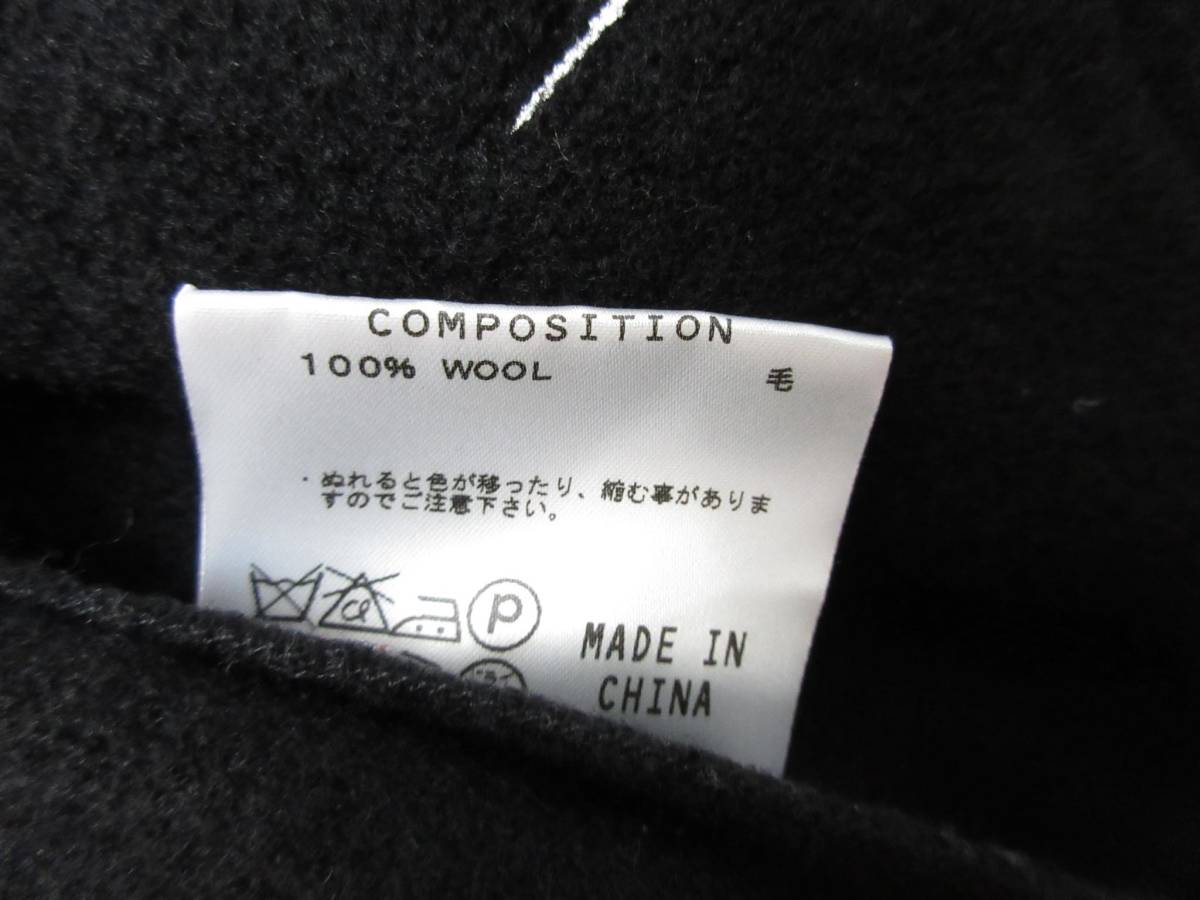 COMPOSITION
100% WOOL 毛
・ぬれると色が移ったり、縮む事がありま
すのでご注意下さい。
P
MADE IN
CHINA